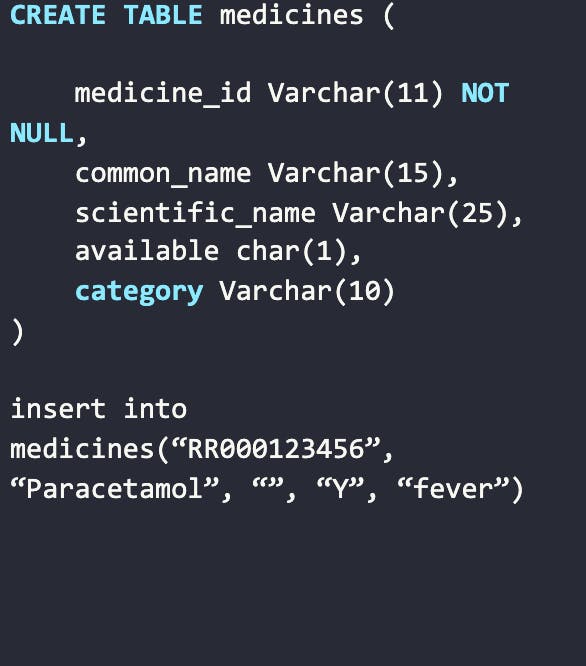 CREATE TABLE medicines (
medicine_id Varchar(11) NOT
NULL,
common_name Varchar(15),
scientific_name Varchar(25),
available char(1),
category Varchar(10)
)
insert into
medicines(“RR000123456”,
“Paracetamol”, “”, “Y”, “fever”)